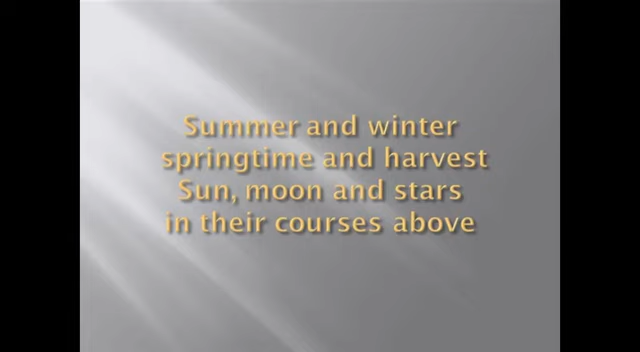 Summer and winter
springtime and harvest
Sun, moon and stars
in their courses above